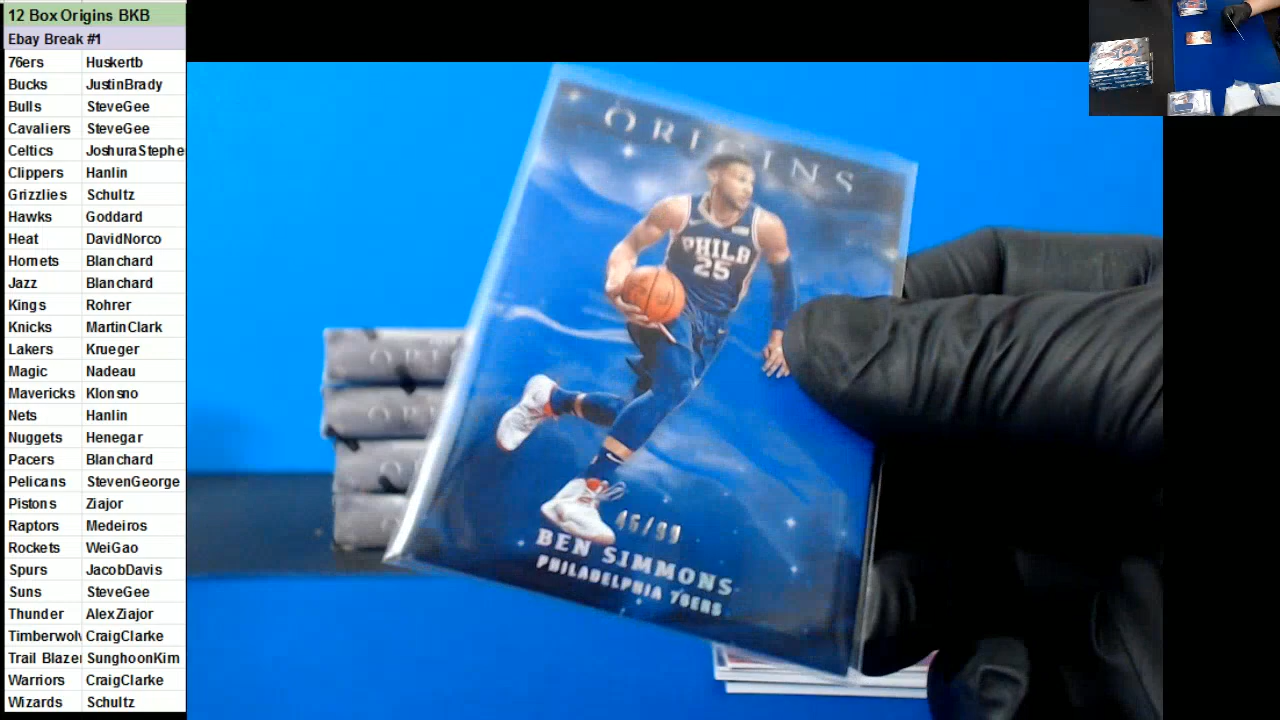 12 Box Origins BKB
Ebay Break #1
76ers Huskertb
Bucks JustinBrady
Bulls SteveGee
Cavaliers SteveGee
Celtics JoshuraStephe
Clippers Hanlin
Grizzlies Schultz
Hawks Goddard
Heat DavidNorco
Hornets Blanchard
Jazz Blanchard
Kings Rohrer
Knicks MartinClark
Lakers Krueger
Magic Nadeau
Mavericks Klonsno
Nets Hanlin
Nuggets Henegar
Pacers Blanchard
Pelicans StevenGeorge
Pistons Ziajor
Raptors Medeiros
Rockets WeiGao
Spurs JacobDavis
Suns SteveGee
Thunder AlexZiajor
Timberwolv CraigClarke
Trail Blazer SunghoonKim
Warriors CraigClarke
Wizards Schultz
ORIGINS
PHILA
25
46/99
BEN SIMMONS
PHILADELPHIA 76ERS